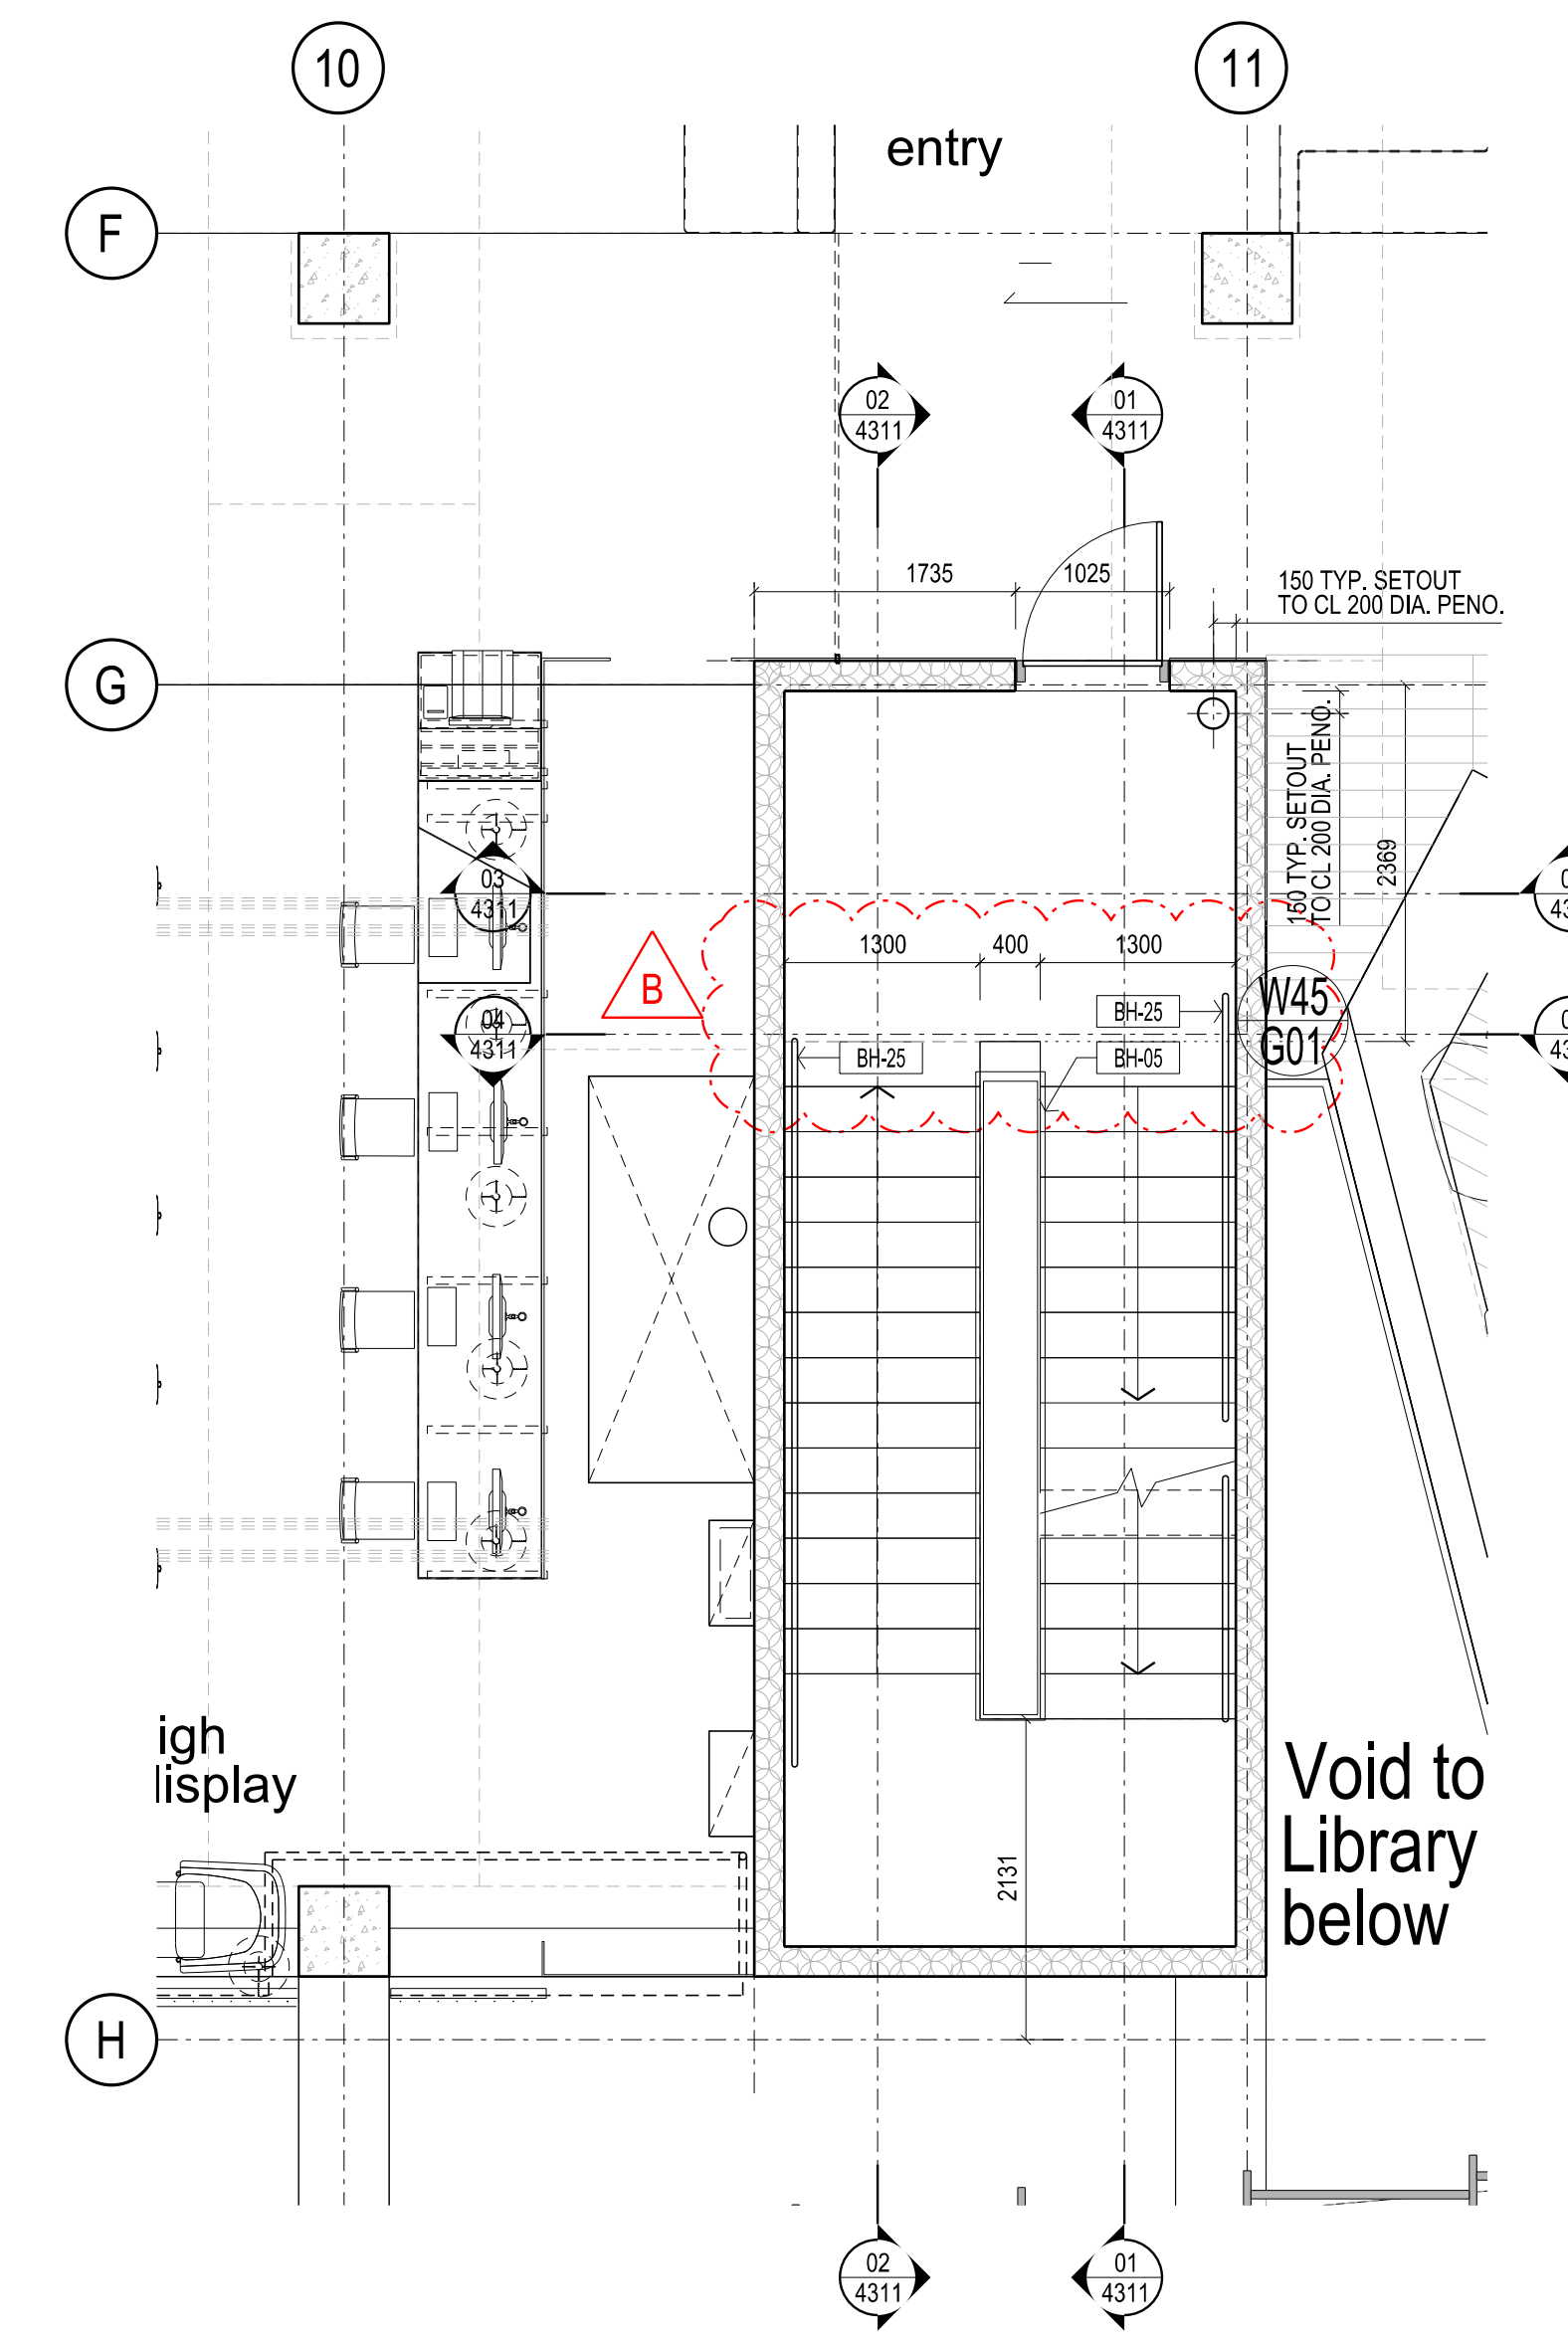 10
11
entry
F
02
4311
01
4311
1735
1025
150 TYP. SETOUT
TO CL 200 DIA. PENO.
G
150 TYP. SETOUT
TO CL 200 DIA. PENO.
2369
03
4311
1300
400
1300
B
BH-25
W45
G01
04
4311
BH-25
BH-05
igh
lisplay
Void to
Library
below
2131
H
02
4311
01
4311